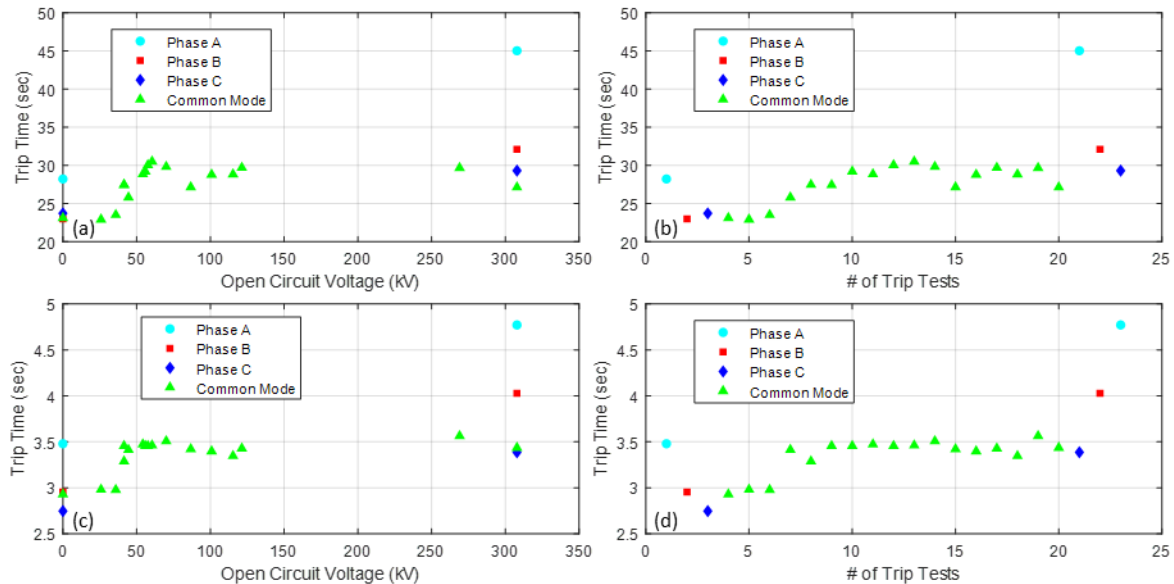 50
45
40
35
30
25
20
Trip Time (sec)
Phase A
Phase B
Phase C
Common Mode
(a)
0 50 100 150 200 250 300 350
Open Circuit Voltage (kV)
50
45
40
35
30
25
20
Trip Time (sec)
Phase A
Phase B
Phase C
Common Mode
(b)
0 5 10 15 20 25
# of Trip Tests
5
4.5
4
3.5
3
2.5
Trip Time (sec)
Phase A
Phase B
Phase C
Common Mode
(c)
0 50 100 150 200 250 300 350
Open Circuit Voltage (kV)
5
4.5
4
3.5
3
2.5
Trip Time (sec)
Phase A
Phase B
Phase C
Common Mode
(d)
0 5 10 15 20 25
# of Trip Tests